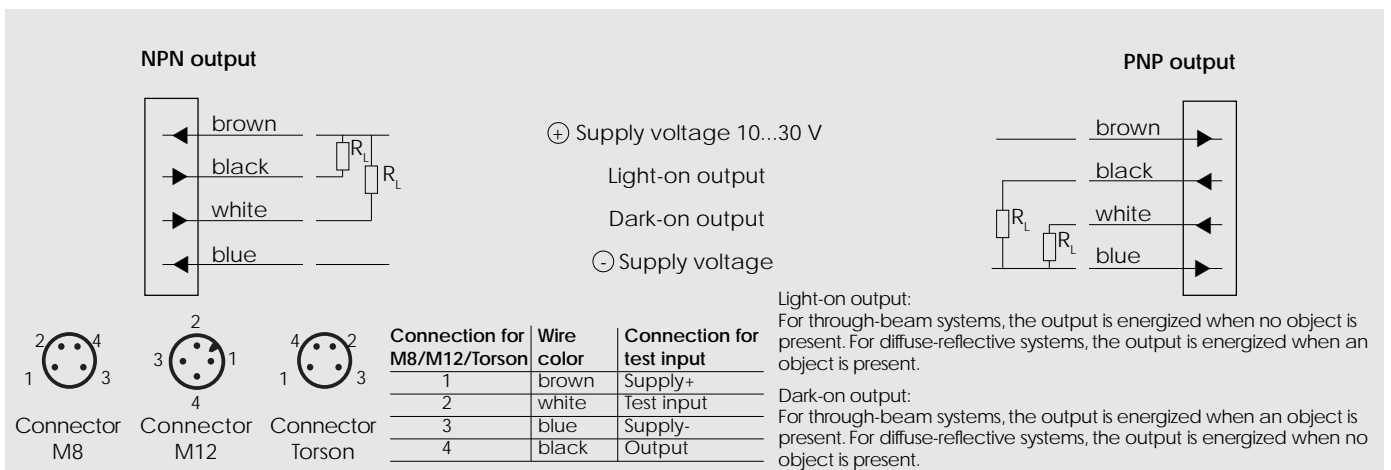 NPN output
PNP output
brown
black
white
blue
R_L
R_L
+ Supply voltage 10...30 V
Light-on output
Dark-on output
- Supply voltage
brown
black
white
blue
R_L
R_L
2 4
1 3
Connector
M8
2
3 1
4
Connector
M12
4 2
1 3
Connector
Torson
Connection for M8/M12/Torson | Wire color | Connection for test input
1 brown Supply+
2 white Test input
3 blue Supply-
4 black Output
Light-on output:
For through-beam systems, the output is energized when no object is
present. For diffuse-reflective systems, the output is energized when an
object is present.
Dark-on output:
For through-beam systems, the output is energized when an object is
present. For diffuse-reflective systems, the output is energized when no
object is present.